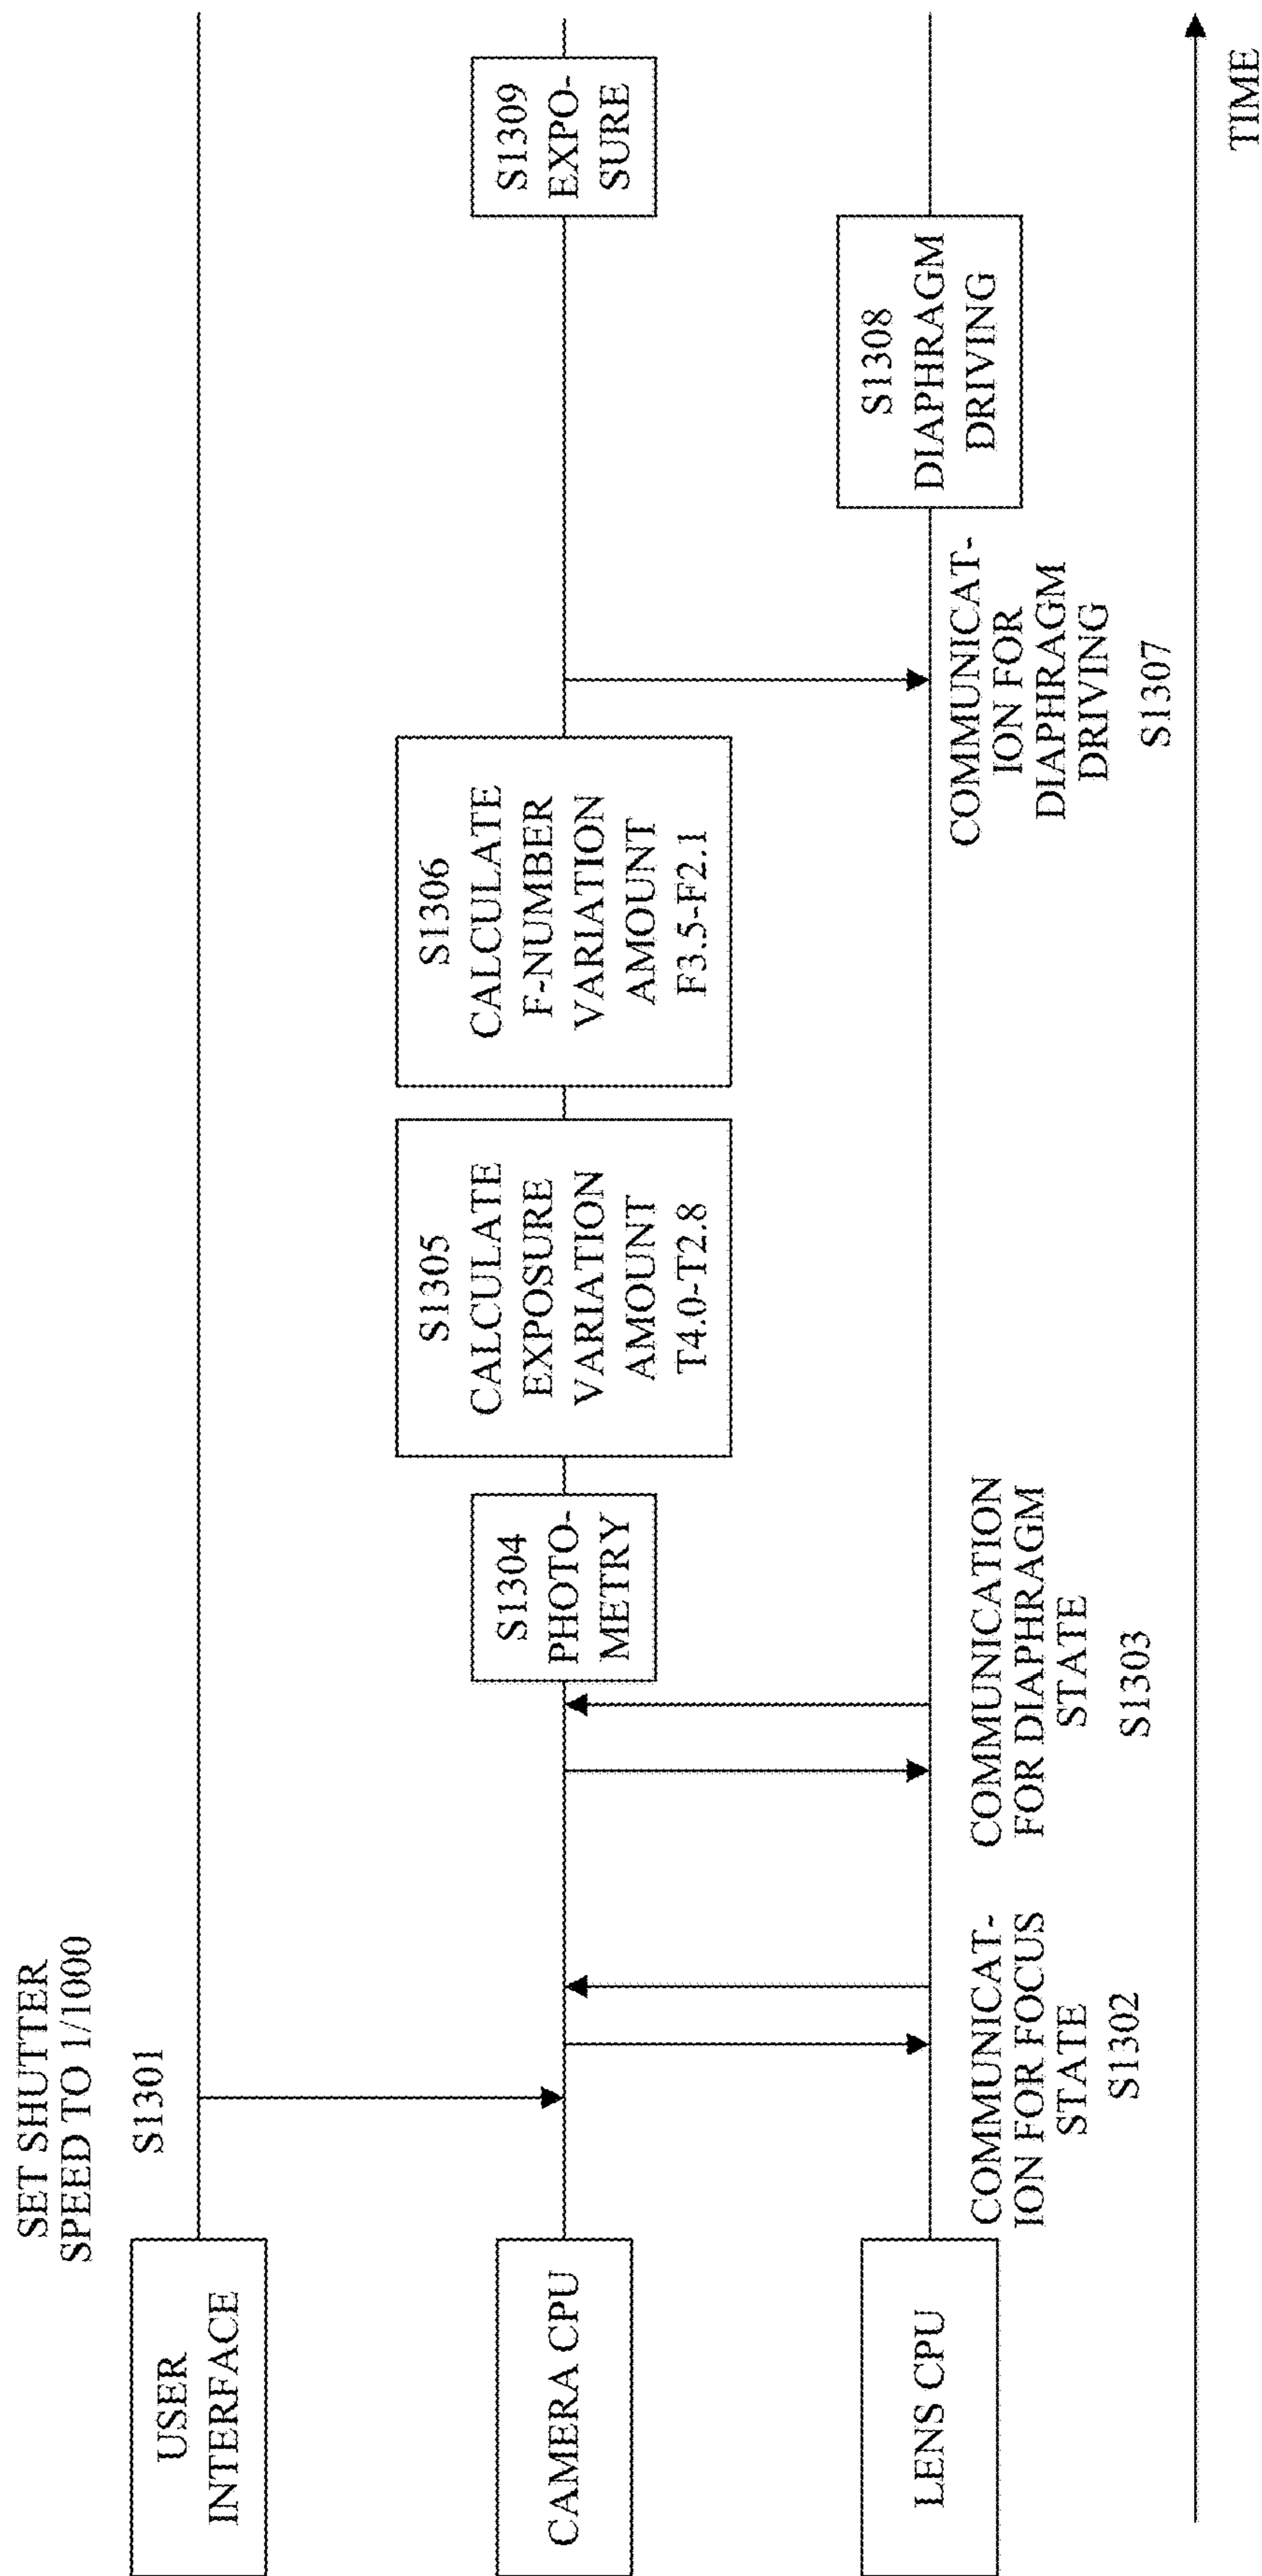 SET SHUTTER
SPEED TO 1/1000
S1301
USER
INTERFACE
CAMERA CPU
LENS CPU
COMMUNICAT-
ION FOR FOCUS
STATE
S1302
COMMUNICATION
FOR DIAPHRAGM
STATE
S1303
S1304
PHOTO-
METRY
S1305
CALCULATE
EXPOSURE
VARIATION
AMOUNT
T4.0-T2.8
S1306
CALCULATE
F-NUMBER
VARIATION
AMOUNT
F3.5-F2.1
COMMUNICAT-
ION FOR
DIAPHRAGM
DRIVING
S1307
S1308
DIAPHRAGM
DRIVING
S1309
EXPO-
SURE
TIME